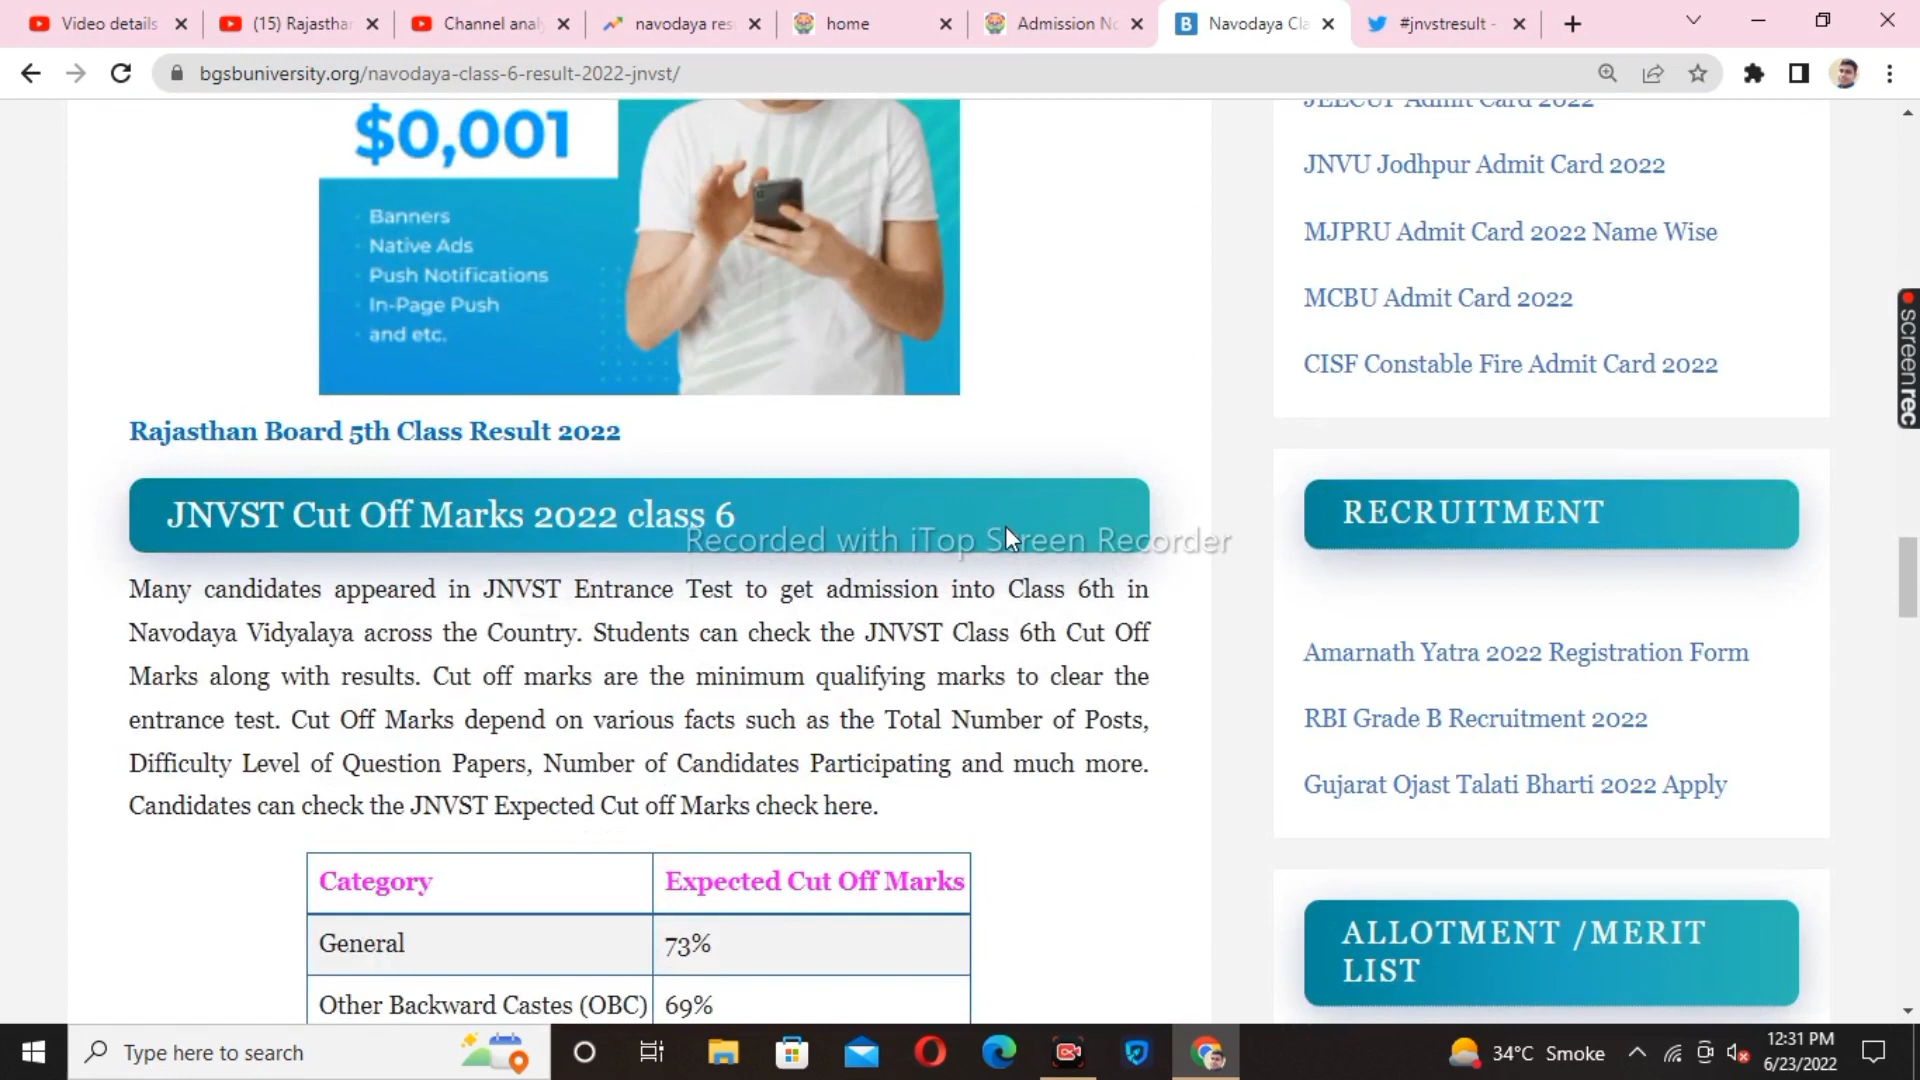 Video details
(15) Rajasthan
Channel anal
navodaya res
home
Admission No
Navodaya Cla
#jnvstresult -
bgsbuniversity.org/navodaya-class-6-result-2022-jnvst/
$0,001
Banners
Native Ads
Push Notifications
In-Page Push
and etc.
Rajasthan Board 5th Class Result 2022
JNVST Cut Off Marks 2022 class 6
Recorded with iTop Screen Recorder
Many candidates appeared in JNVST Entrance Test to get admission into Class 6th in
Navodaya Vidyalaya across the Country. Students can check the JNVST Class 6th Cut Off
Marks along with results. Cut off marks are the minimum qualifying marks to clear the
entrance test. Cut Off Marks depend on various facts such as the Total Number of Posts,
Difficulty Level of Question Papers, Number of Candidates Participating and much more.
Candidates can check the JNVST Expected Cut off Marks check here.
Category Expected Cut Off Marks
General 73%
Other Backward Castes (OBC) 69%
JEECUP Admit Card 2022
JNVU Jodhpur Admit Card 2022
MJPRU Admit Card 2022 Name Wise
MCBU Admit Card 2022
CISF Constable Fire Admit Card 2022
RECRUITMENT
Amarnath Yatra 2022 Registration Form
RBI Grade B Recruitment 2022
Gujarat Ojast Talati Bharti 2022 Apply
ALLOTMENT /MERIT
LIST
screenrec
Type here to search
34°C Smoke
12:31 PM
6/23/2022